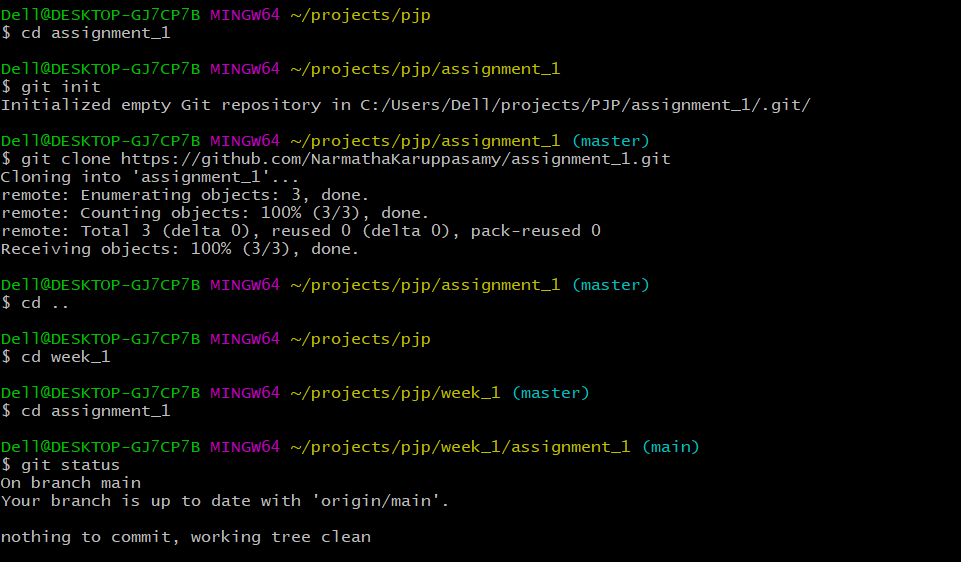 Dell@DESKTOP-GJ7CP7B MINGW64 ~/projects/pjp
$ cd assignment_1
Dell@DESKTOP-GJ7CP7B MINGW64 ~/projects/pjp/assignment_1
$ git init
Initialized empty Git repository in C:/Users/Dell/projects/PJP/assignment_1/.git/
Dell@DESKTOP-GJ7CP7B MINGW64 ~/projects/pjp/assignment_1 (master)
$ git clone https://github.com/NarmathaKaruppasamy/assignment_1.git
Cloning into 'assignment_1'...
remote: Enumerating objects: 3, done.
remote: Counting objects: 100% (3/3), done.
remote: Total 3 (delta 0), reused 0 (delta 0), pack-reused 0
Receiving objects: 100% (3/3), done.
Dell@DESKTOP-GJ7CP7B MINGW64 ~/projects/pjp/assignment_1 (master)
$ cd ..
Dell@DESKTOP-GJ7CP7B MINGW64 ~/projects/pjp
$ cd week_1
Dell@DESKTOP-GJ7CP7B MINGW64 ~/projects/pjp/week_1 (master)
$ cd assignment_1
Dell@DESKTOP-GJ7CP7B MINGW64 ~/projects/pjp/week_1/assignment_1 (main)
$ git status
On branch main
Your branch is up to date with 'origin/main'.
nothing to commit, working tree clean